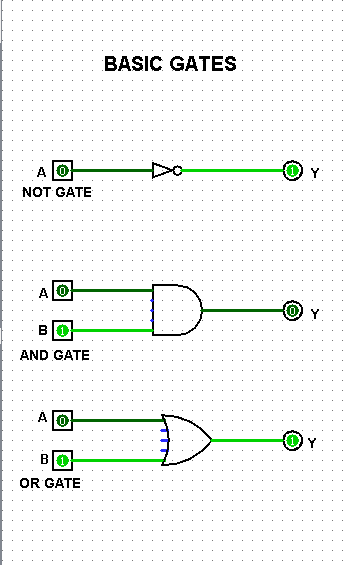 BASIC GATES
A 0 1 Y
NOT GATE
A 0
0 Y
B 1
AND GATE
A 0
1 Y
B 1
OR GATE